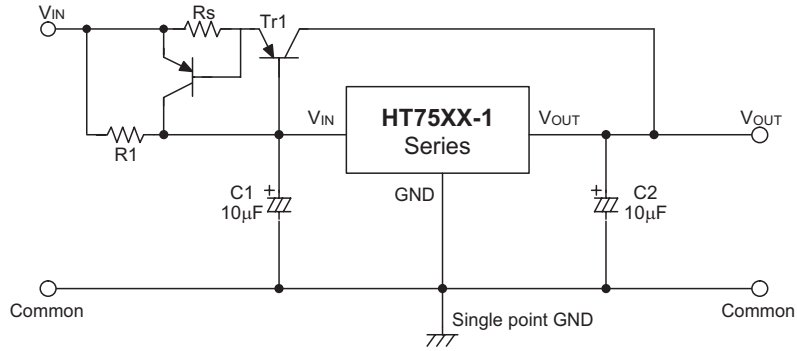 VIN
Rs
Tr1
R1
VIN
HT75XX-1
Series
VOUT
VOUT
GND
C1
10μF
C2
10μF
Common
Single point GND
Common